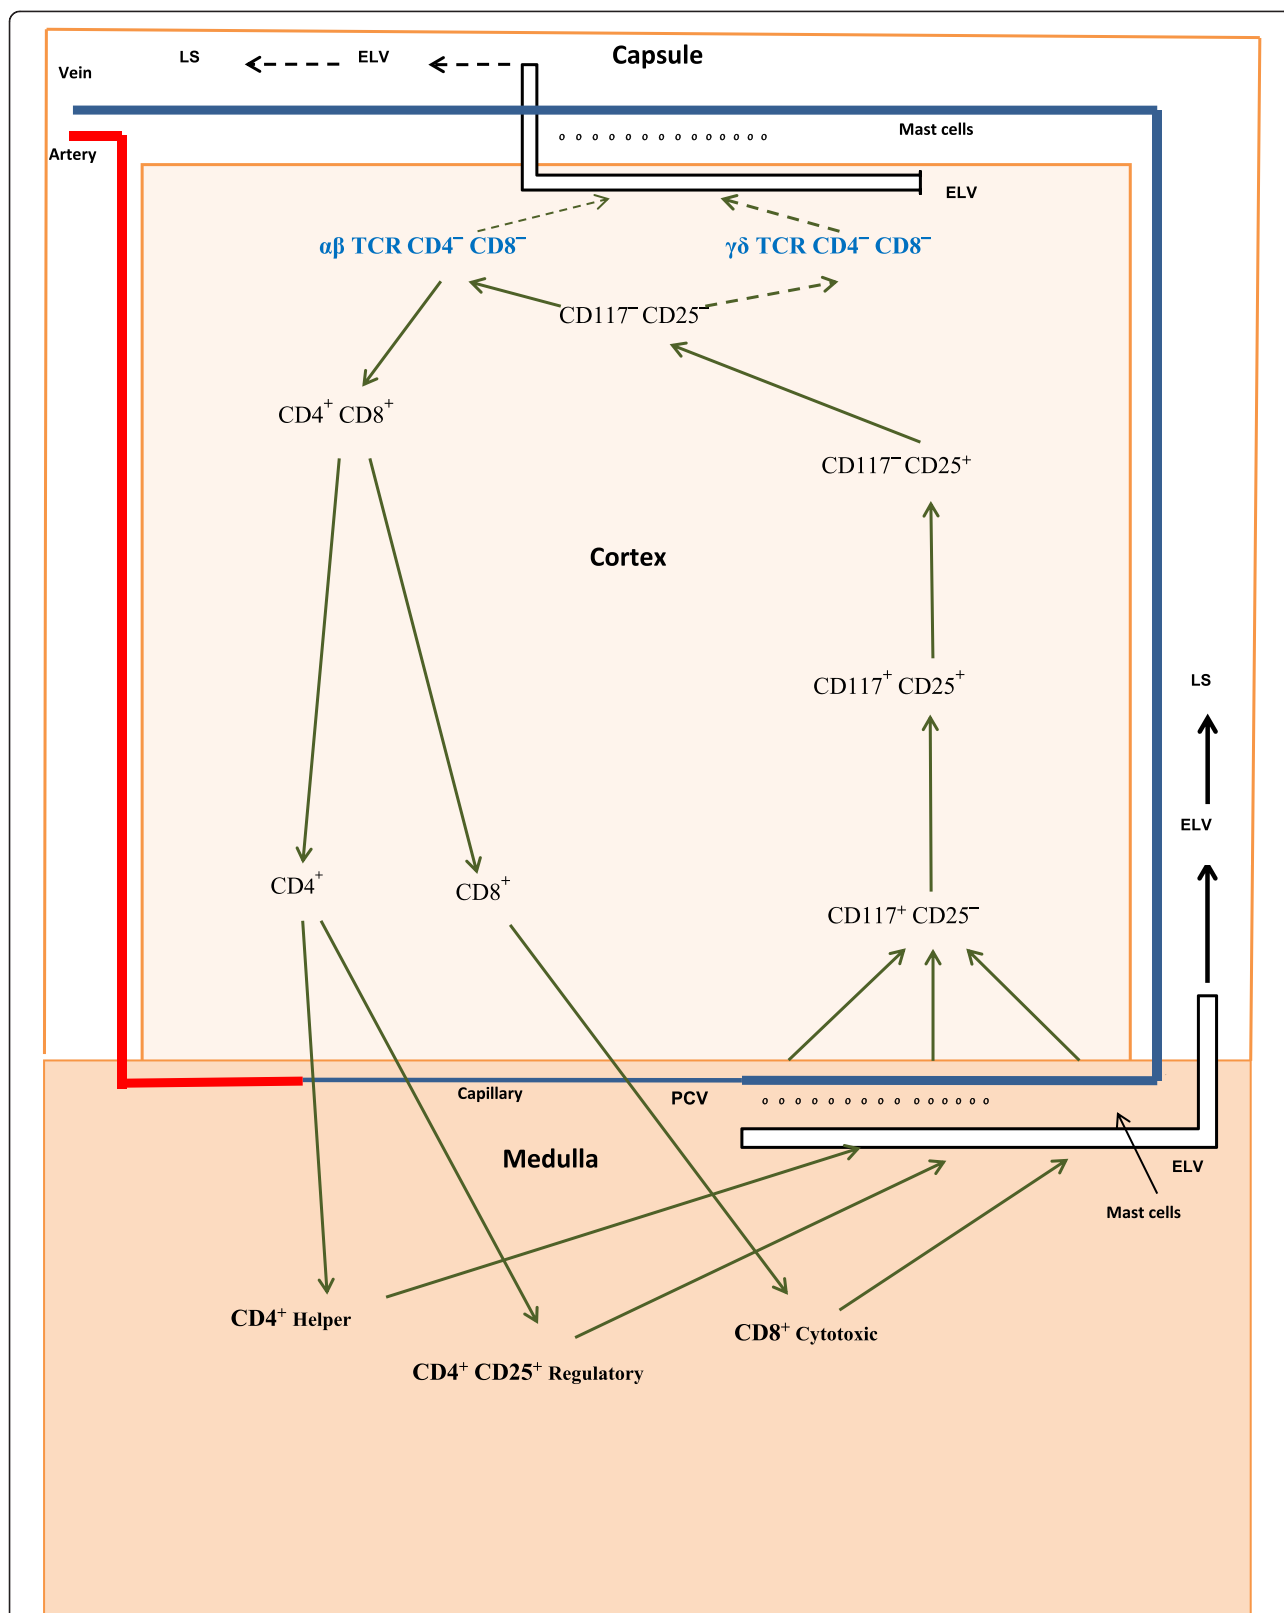 Capsule
LS
ELV
Vein
Mast cells
Artery
ELV
αβ TCR CD4⁻ CD8⁻
γδ TCR CD4⁻ CD8⁻
CD117⁻ CD25⁻
CD4⁺ CD8⁺
CD117⁻ CD25⁺
Cortex
CD117⁺ CD25⁺
LS
ELV
CD4⁺
CD8⁺
CD117⁺ CD25⁻
Capillary
PCV
Medulla
ELV
Mast cells
CD4⁺ Helper
CD8⁺ Cytotoxic
CD4⁺ CD25⁺ Regulatory